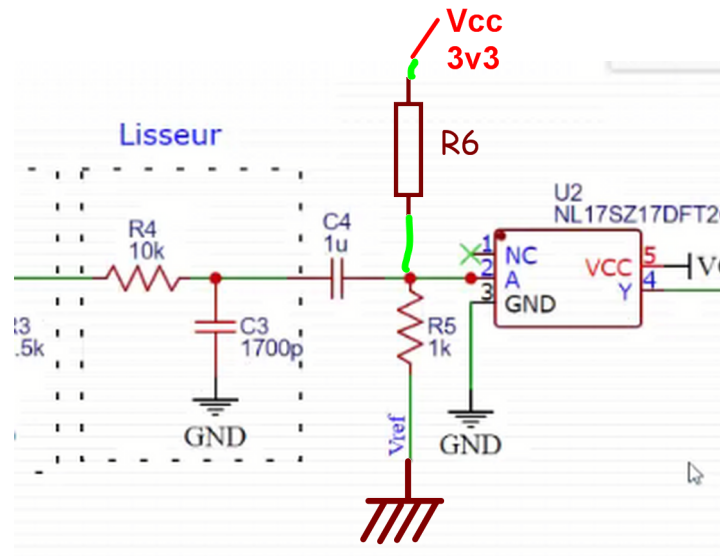 Vcc
3v3
Lisseur
R6
U2
NL17SZ17DFT2
R4
10k
C4
1u
1
NC
2
A
3
GND
VCC
5
Y
4
R3
.5k
C3
1700p
R5
1k
GND
Vref
GND